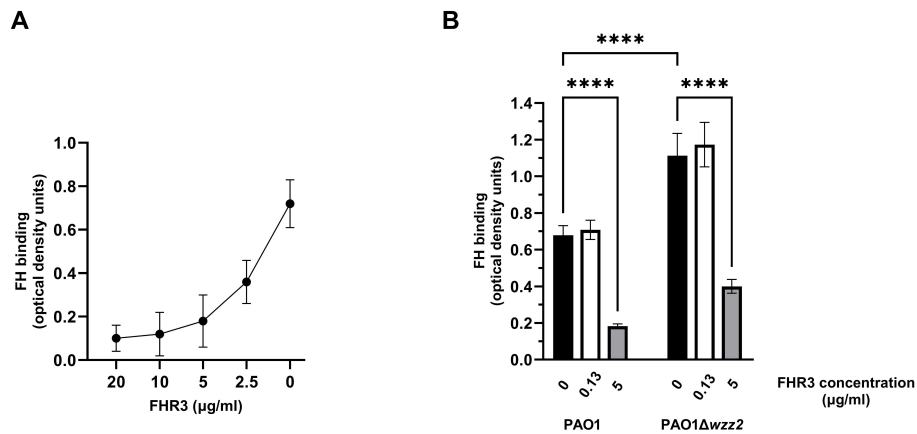 A
FH binding
(optical density units)
1.0
0.8
0.6
0.4
0.2
0.0
20 10 5 2.5 0
FHR3 (µg/ml)
B
****
**** ****
FH binding
(optical density units)
1.4
1.2
1.0
0.8
0.6
0.4
0.2
0.0
0 0.13 5 0 0.13 5
FHR3 concentration
(µg/ml)
PAO1 PAO1Δwzz2